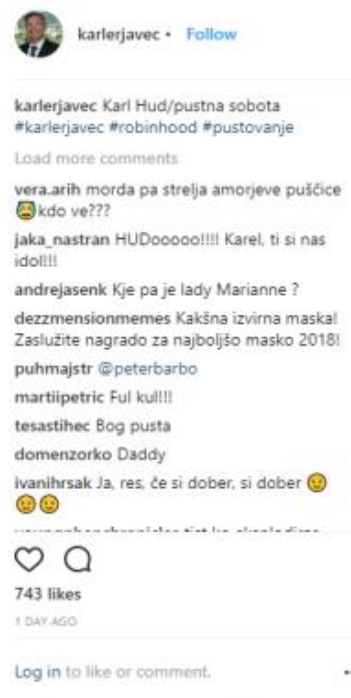 karlerjavec • Follow
karlerjavec Karl Hud/pustna sobota
#karlerjavec #robinhood #pustovanje
Load more comments
vera.arih morda pa strelja amorjeve puščice
kdo ve???
jaka_nastran HUDooooo!!!! Karel, ti si nas
idol!!!
andrejasenk Kje pa je lady Marianne ?
dezzmensionmemes Kakšna izvirna maska!
Zaslužite nagrado za najboljšo masko 2018!
puhmajstr @peterbarbo
martiipetric Ful kul!!!
tesastihec Bog pusta
domenzorko Daddy
ivanihrsak Ja, res, če si dober, si dober 😉
😉😉
743 likes
1 DAY AGO
Log in to like or comment.